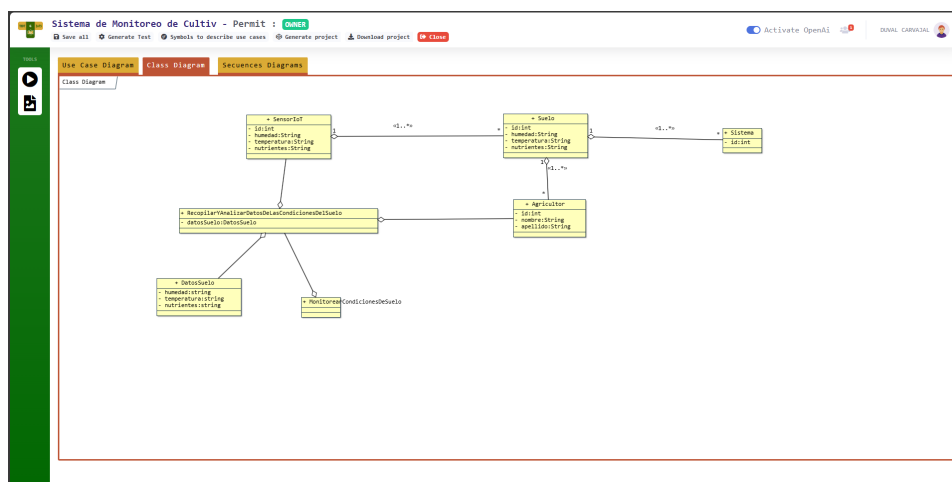 Sistema de Monitoreo de Cultiv - Permit : OWNER
Save all Generate Test Symbols to describe use cases Generate project Download project Close
Activate OpenAi
DUVAL CARVAJAL
TOOLS
Use Case Diagram Class Diagram Secuences Diagrams
Class Diagram
+ SensorIoT
- id:int
- humedad:String
- temperatura:String
- nutrientes:String
1 «1..*» *
+ Suelo
- id:int
- humedad:String
- temperatura:String
- nutrientes:String
1 «1..*» *
+ Sistema
- id:int
1
«1..*»
*
+ Agricultor
- id:int
- nombre:String
- apellido:String
+ RecopilarYAnalizarDatosDeLasCondicionesDelSuelo
- datosSuelo:DatosSuelo
+ DatosSuelo
- humedad:string
- temperatura:string
- nutrientes:string
+ MonitorearCondicionesDeSuelo